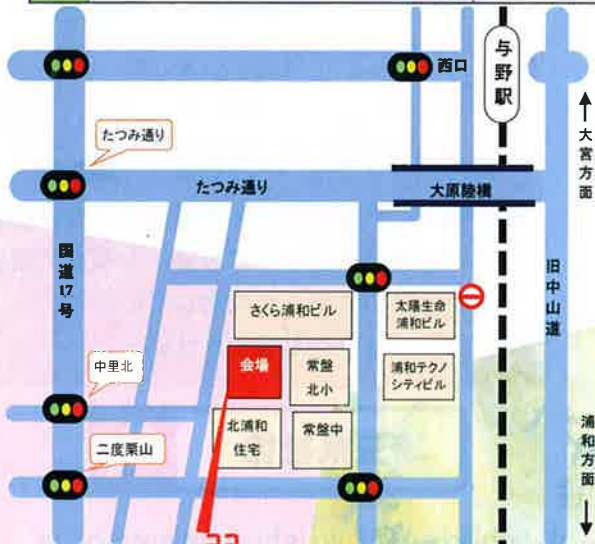 西口
与野駅
大宮方面
たつみ通り
たつみ通り
大原陸橋
国道17号
旧中山道
さくら浦和ビル
太陽生命
浦和ビル
会場
常盤
北小
浦和テクノ
シティビル
中里北
北浦和
住宅
常盤中
浦和方面
二度栗山